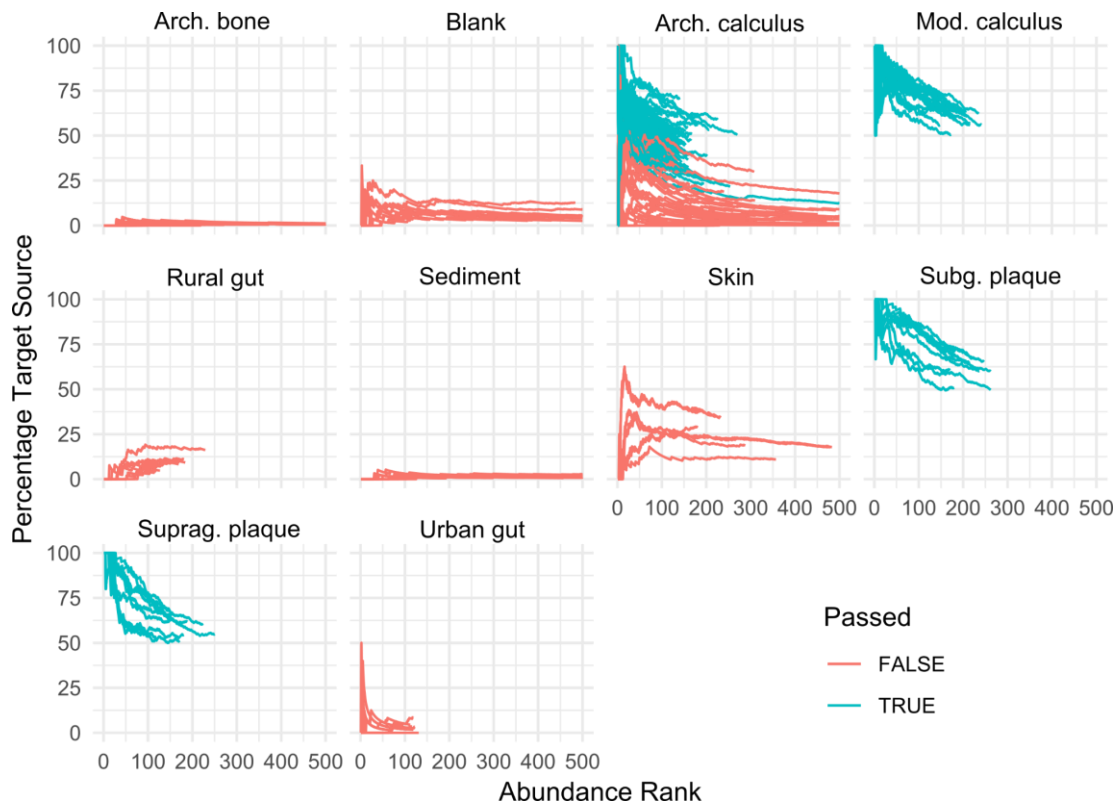 Arch. bone Blank Arch. calculus Mod. calculus
100
75
50
25
0
Rural gut Sediment Skin Subg. plaque
100
75
50
25
0
0 100 200 300 400 500 0 100 200 300 400 500
Suprag. plaque Urban gut
100
75
50
25
0
0 100 200 300 400 500 0 100 200 300 400 500
Percentage Target Source
Abundance Rank
Passed
FALSE
TRUE